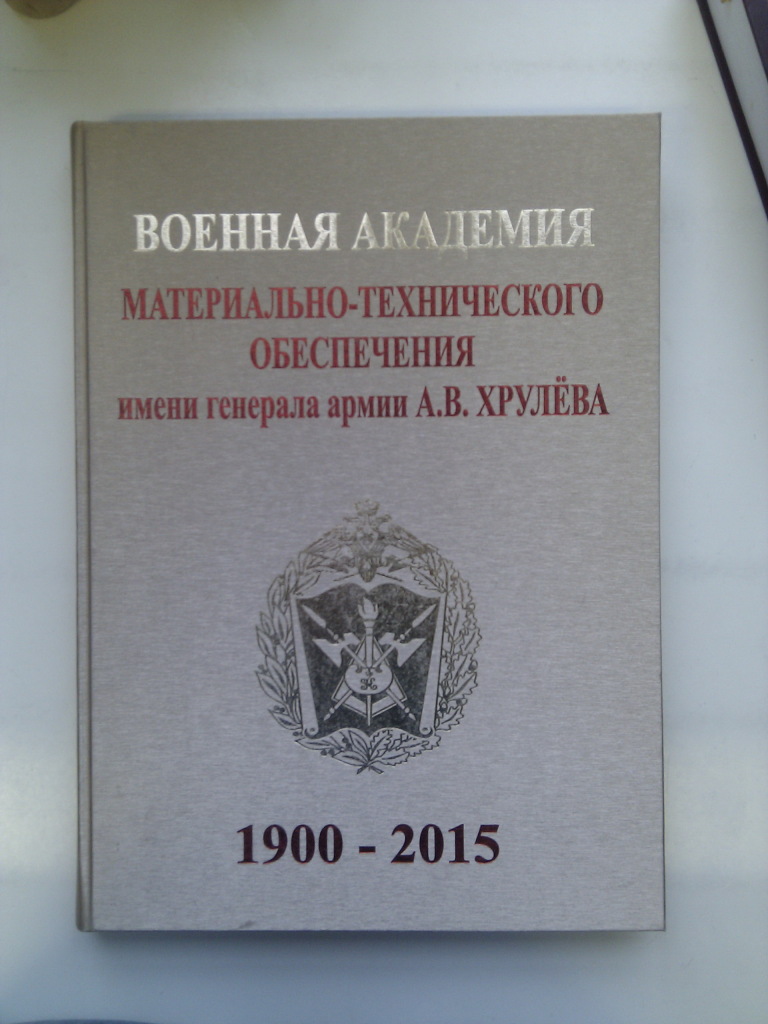 ВОЕННАЯ АКАДЕМИЯ
МАТЕРИАЛЬНО-ТЕХНИЧЕСКОГО
ОБЕСПЕЧЕНИЯ
имени генерала армии А.В. ХРУЛЁВА
1900 - 2015